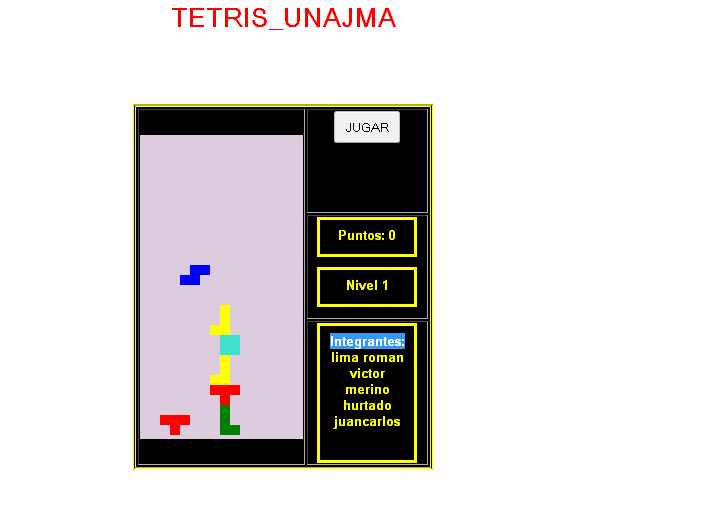 TETRIS_UNAJMA
JUGAR
Puntos: 0
Nivel 1
Integrantes:
lima roman
victor
merino
hurtado
juancarlos